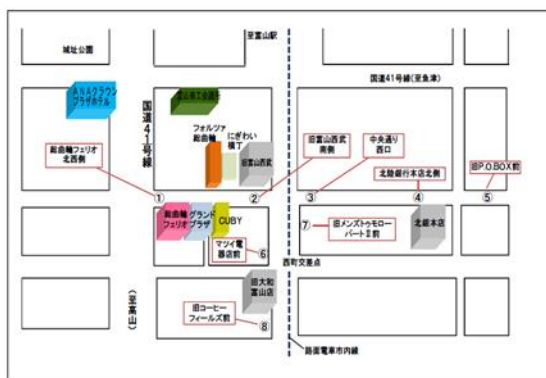 至富山駅
城址公園
国道41号線(至魚津)
ANAクラウン
プラザホテル
国道41号線
富山商工会議所
フォルツァ
総曲輪
にぎわい
横丁
旧富山西武
総曲輪フェリオ
北西側
旧富山西武
南側
中央通り
西口
北陸銀行本店北側
旧P.O.BOX前
①
②
③
④
⑤
総曲輪
フェリオ
グランド
プラザ
CUBY
マツイ電
器店前
⑥
⑦
旧メンズトゥモロー
パートⅡ前
北銀本店
西町交差点
(至高山)
旧コーヒー
フィールズ前
⑧
旧大和
富山店
路面電車市内線